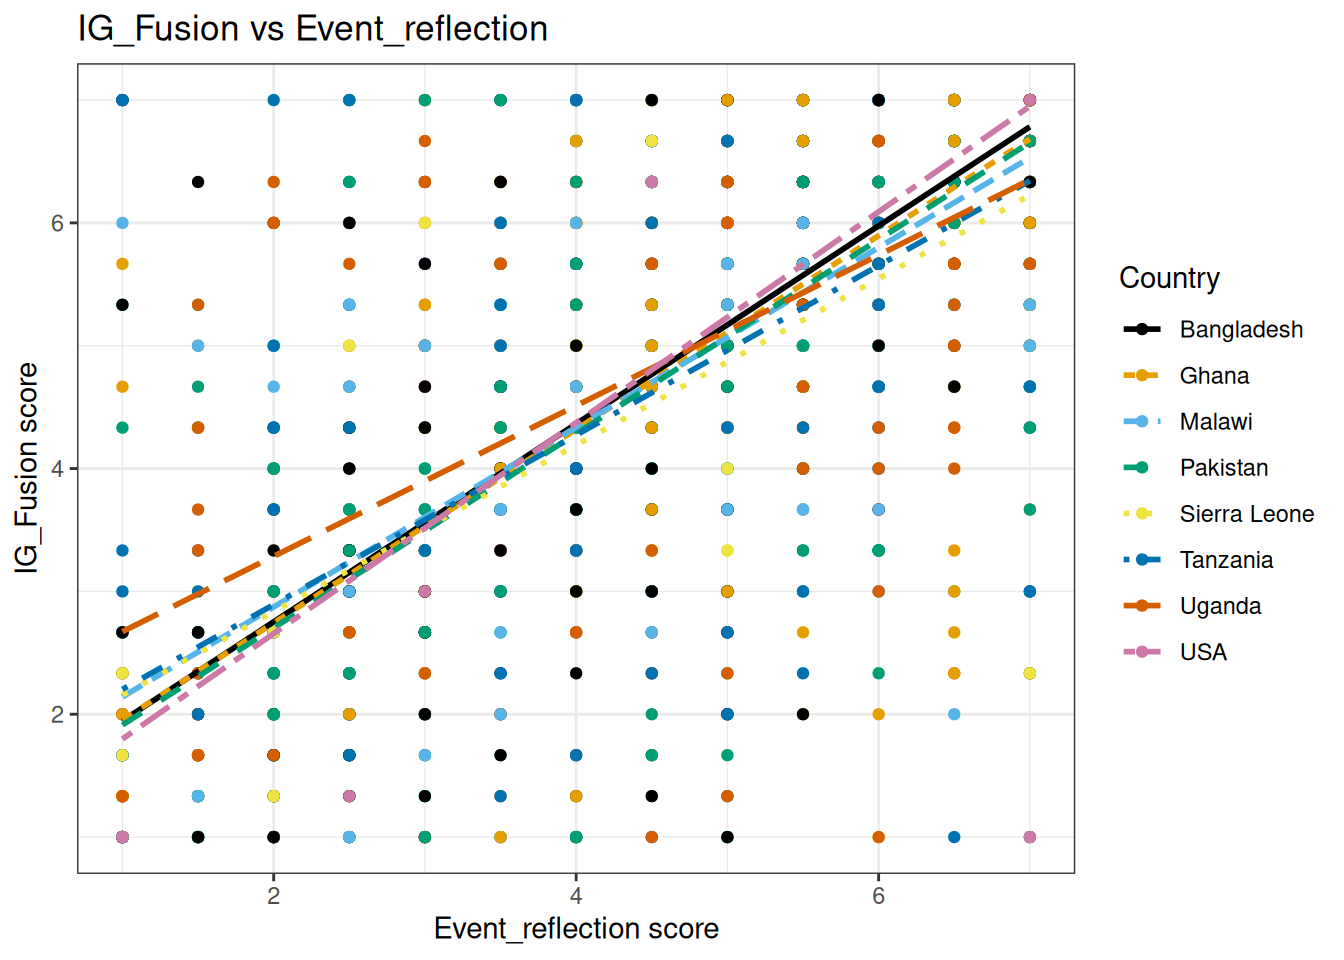 IG_Fusion vs Event_reflection
IG_Fusion score
6
4
2
2
4
6
Event_reflection score
Country
Bangladesh
Ghana
Malawi
Pakistan
Sierra Leone
Tanzania
Uganda
USA